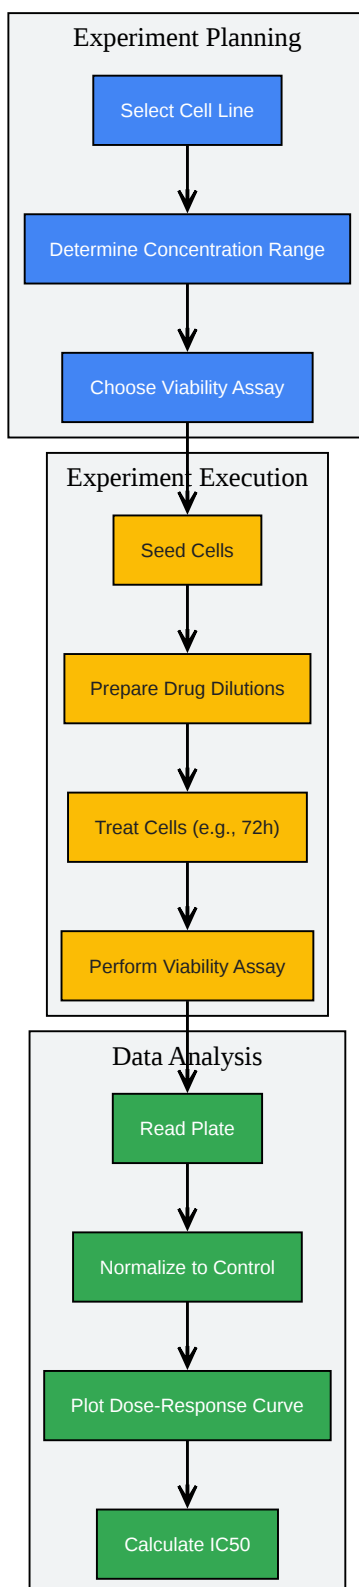 Experiment Planning
Select Cell Line
Determine Concentration Range
Choose Viability Assay
Experiment Execution
Seed Cells
Prepare Drug Dilutions
Treat Cells (e.g., 72h)
Perform Viability Assay
Data Analysis
Read Plate
Normalize to Control
Plot Dose-Response Curve
Calculate IC50